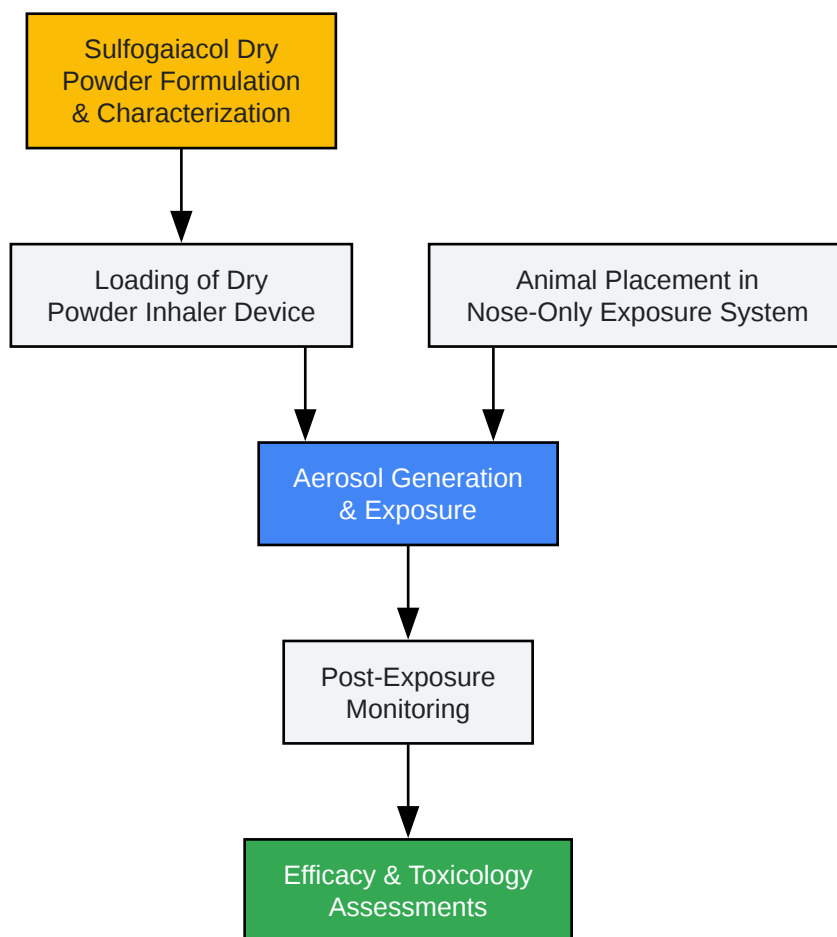 Sulfogaiacol Dry
Powder Formulation
& Characterization
Loading of Dry
Powder Inhaler Device
Animal Placement in
Nose-Only Exposure System
Aerosol Generation
& Exposure
Post-Exposure
Monitoring
Efficacy & Toxicology
Assessments